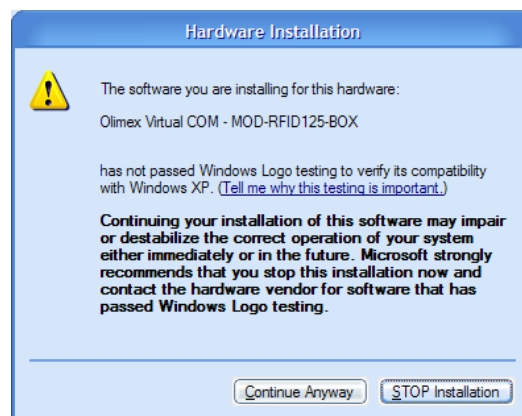 Hardware Installation
The software you are installing for this hardware:
Olimex Virtual COM - MOD-RFID125-BOX
has not passed Windows Logo testing to verify its compatibility
with Windows XP. (Tell me why this testing is important.)
Continuing your installation of this software may impair
or destabilize the correct operation of your system
either immediately or in the future. Microsoft strongly
recommends that you stop this installation now and
contact the hardware vendor for software that has
passed Windows Logo testing.
Continue Anyway
STOP Installation